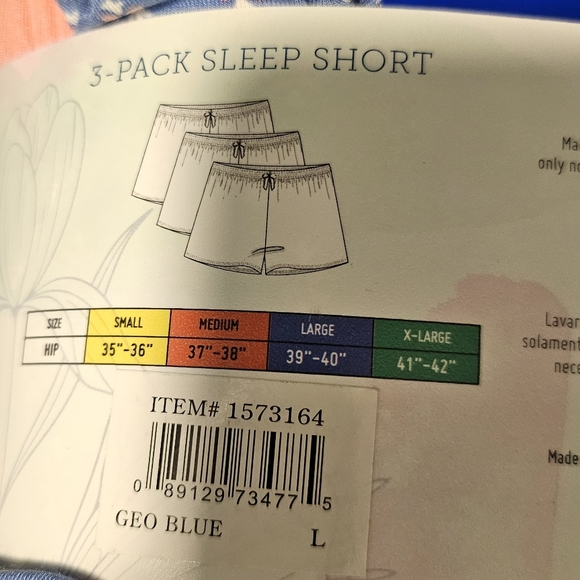 3-PACK SLEEP SHORT
Ma
only no
SIZE SMALL MEDIUM LARGE X-LARGE
HIP 35"-36" 37"-38" 39"-40" 41"-42"
Lavar
solament
nece
ITEM# 1573164
0 89129 73477 5
GEO BLUE L
Made